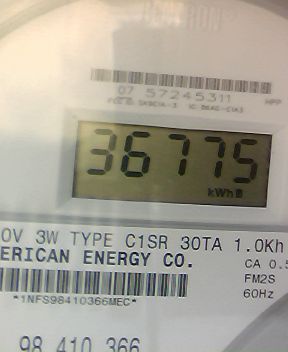 07 57245311
36775
kWh
0V 3W TYPE C1SR 30TA 1.0Kh
ERICAN ENERGY CO.
CA 0.5
FM2S
*1NFS98410366MEC*
60Hz
98 410 366